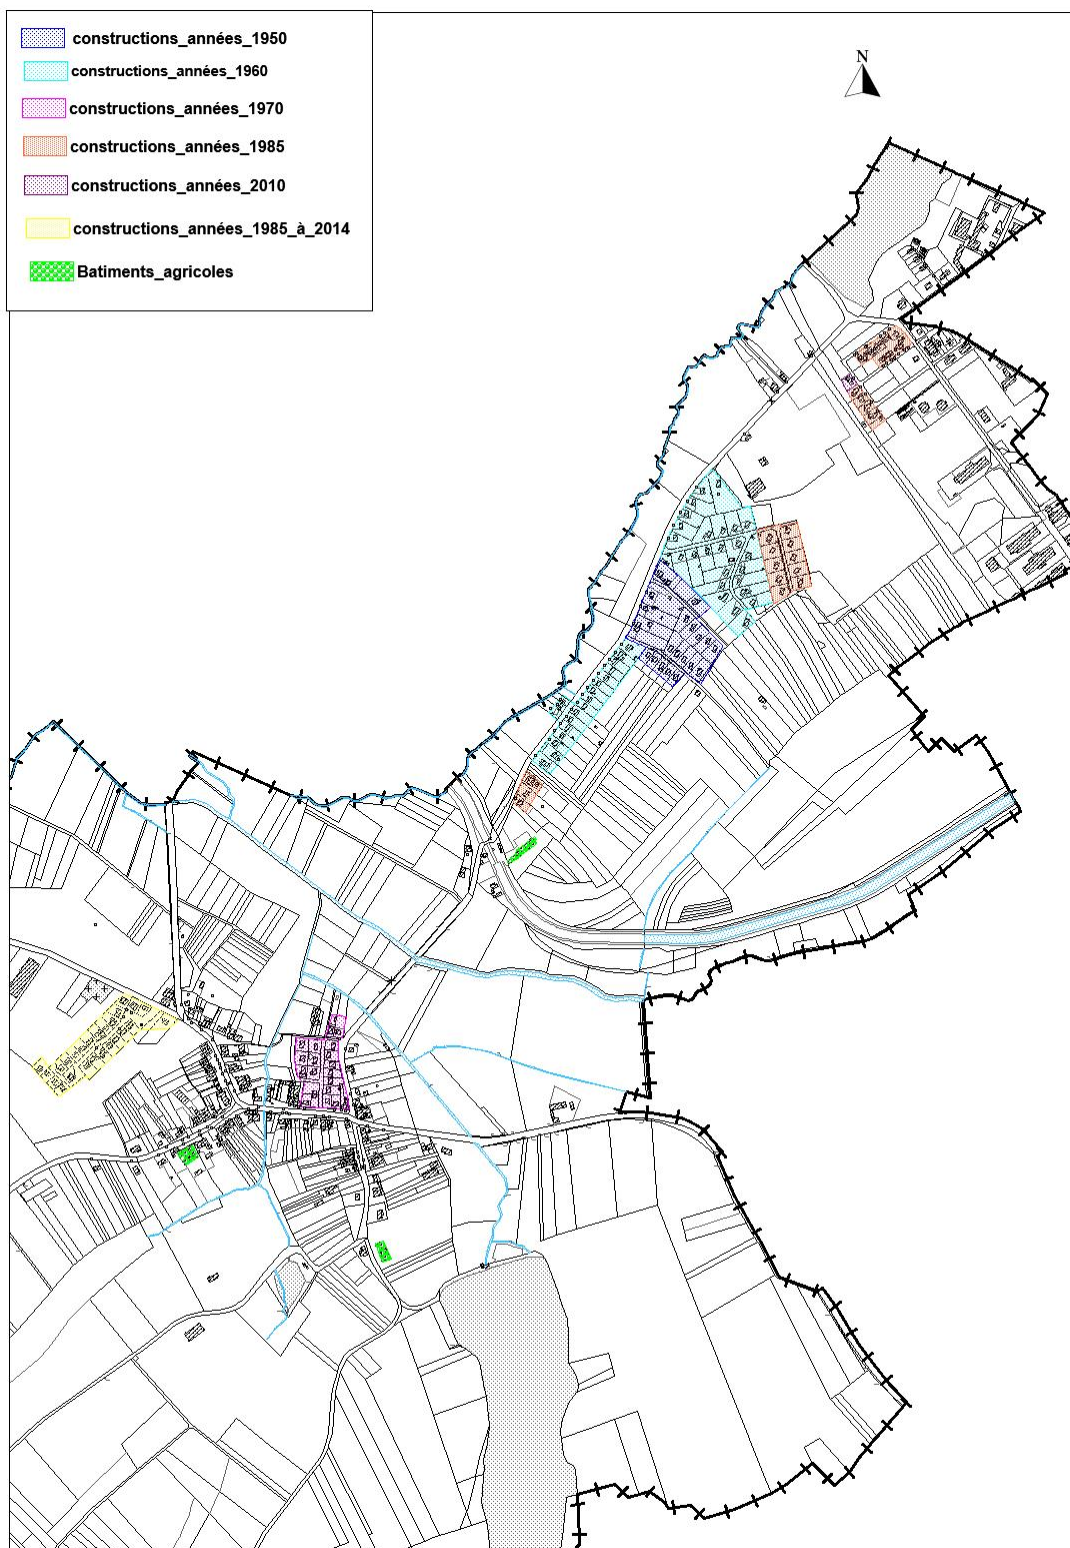 constructions_années_1950
constructions_années_1960
constructions_années_1970
constructions_années_1985
constructions_années_2010
constructions_années_1985_à_2014
Batiments_agricoles
N